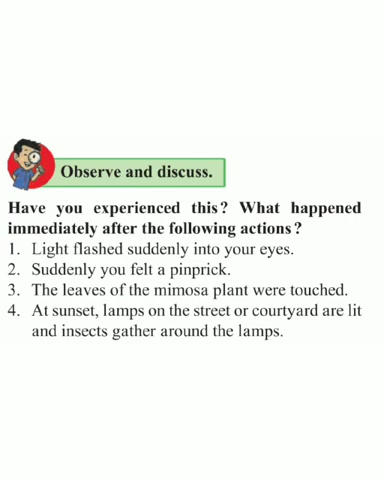 Observe and discuss.
Have you experienced this? What happened
immediately after the following actions?
1. Light flashed suddenly into your eyes.
2. Suddenly you felt a pinprick.
3. The leaves of the mimosa plant were touched.
4. At sunset, lamps on the street or courtyard are lit
and insects gather around the lamps.